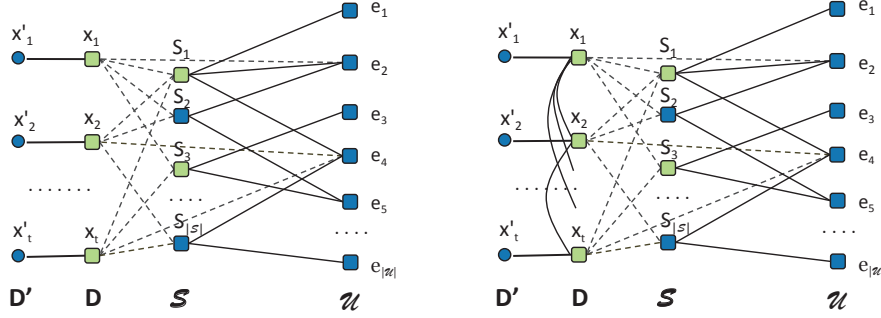 x'1 x1 S1 e1
e2
S2
x'2 x2 e3
S3 e4
. . . . . . . . . . . e5
x't xt S|𝒮| . . . .
e|𝒰|
D' D 𝒮 𝒰
x'1 x1 S1 e1
e2
S2
x'2 x2 e3
S3 e4
. . . . . . . . . . . e5
x't xt S|𝒮| . . . .
e|𝒰|
D' D 𝒮 𝒰